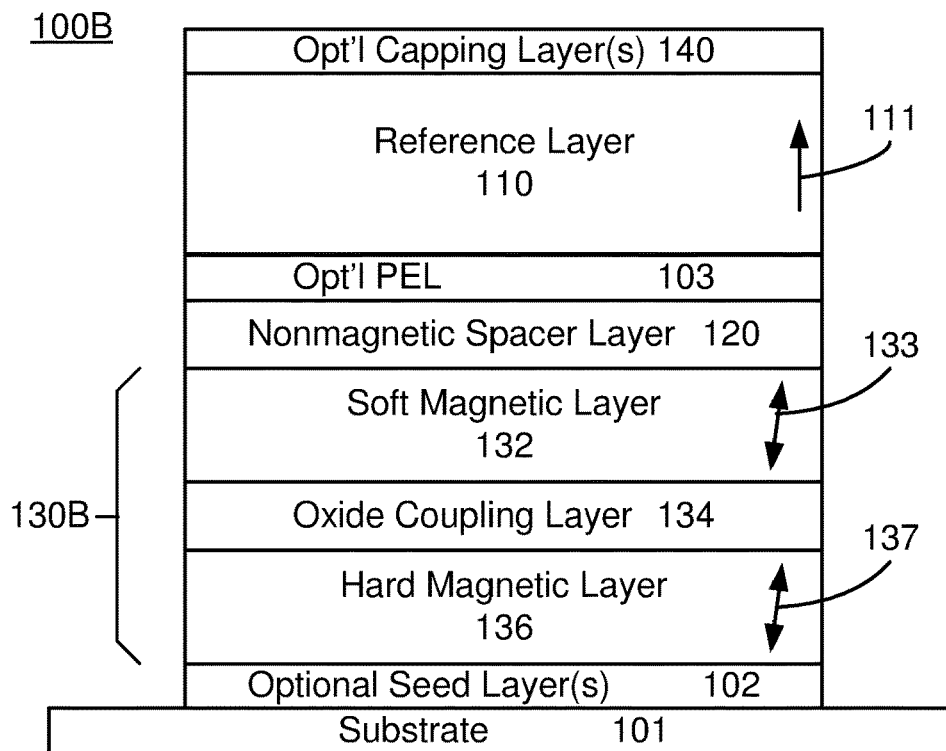 100B
Opt'l Capping Layer(s) 140
111
Reference Layer
110
Opt'l PEL 103
Nonmagnetic Spacer Layer 120
133
Soft Magnetic Layer
132
130B
Oxide Coupling Layer 134
137
Hard Magnetic Layer
136
Optional Seed Layer(s) 102
Substrate 101